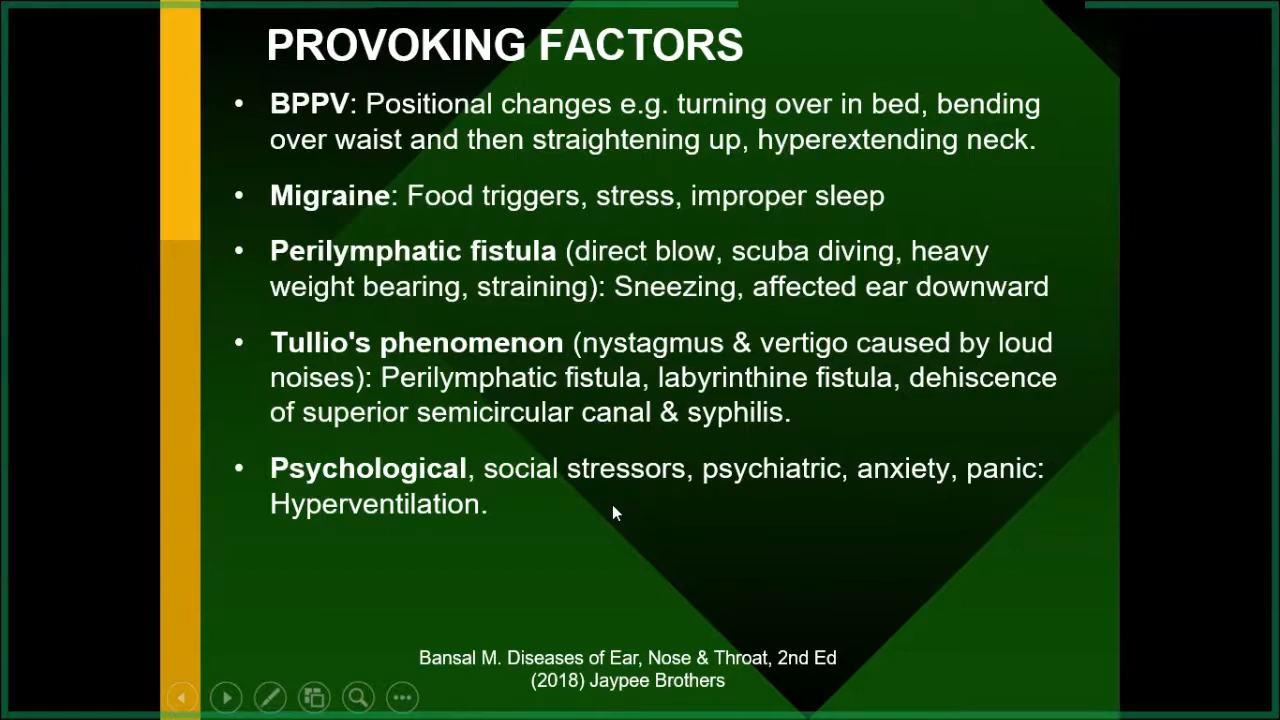 PROVOKING FACTORS
• BPPV: Positional changes e.g. turning over in bed, bending
over waist and then straightening up, hyperextending neck.
• Migraine: Food triggers, stress, improper sleep
• Perilymphatic fistula (direct blow, scuba diving, heavy
weight bearing, straining): Sneezing, affected ear downward
• Tullio's phenomenon (nystagmus & vertigo caused by loud
noises): Perilymphatic fistula, labyrinthine fistula, dehiscence
of superior semicircular canal & syphilis.
• Psychological, social stressors, psychiatric, anxiety, panic:
Hyperventilation.
Bansal M. Diseases of Ear, Nose & Throat, 2nd Ed
(2018) Jaypee Brothers